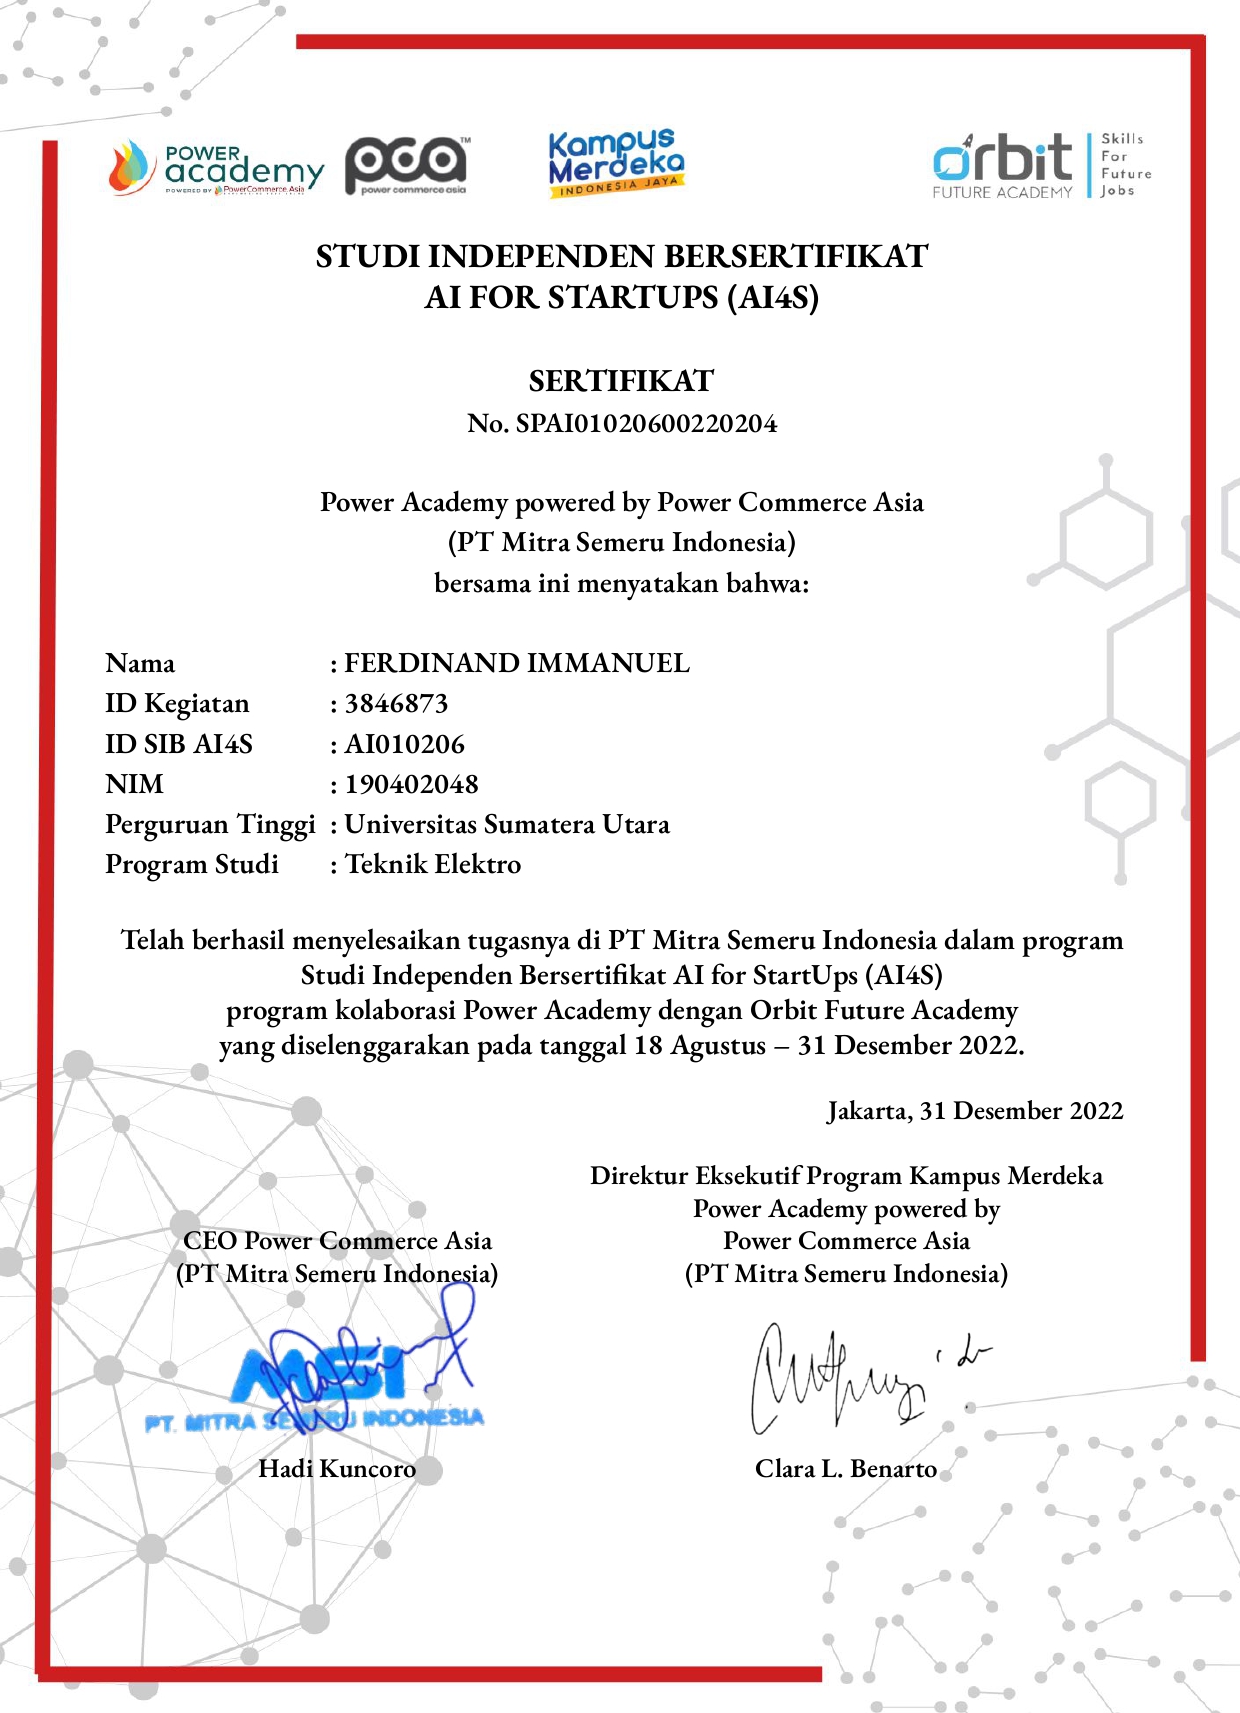 POWER academy
POWERED BY PowerCommerce.Asia
pca™
power commerce asia
Kampus
Merdeka
INDONESIA JAYA
Orbit
FUTURE ACADEMY
Skills
For
Future
Jobs
STUDI INDEPENDEN BERSERTIFIKAT
AI FOR STARTUPS (AI4S)
SERTIFIKAT
No. SPAI01020600220204
Power Academy powered by Power Commerce Asia
(PT Mitra Semeru Indonesia)
bersama ini menyatakan bahwa:
Nama : FERDINAND IMMANUEL
ID Kegiatan : 3846873
ID SIB AI4S : AI010206
NIM : 190402048
Perguruan Tinggi : Universitas Sumatera Utara
Program Studi : Teknik Elektro
Telah berhasil menyelesaikan tugasnya di PT Mitra Semeru Indonesia dalam program
Studi Independen Bersertifikat AI for StartUps (AI4S)
program kolaborasi Power Academy dengan Orbit Future Academy
yang diselenggarakan pada tanggal 18 Agustus – 31 Desember 2022.
Jakarta, 31 Desember 2022
CEO Power Commerce Asia
(PT Mitra Semeru Indonesia)
MSI
PT. MITRA SEMERU INDONESIA
Hadi Kuncoro
Direktur Eksekutif Program Kampus Merdeka
Power Academy powered by
Power Commerce Asia
(PT Mitra Semeru Indonesia)
Clara L. Benarto